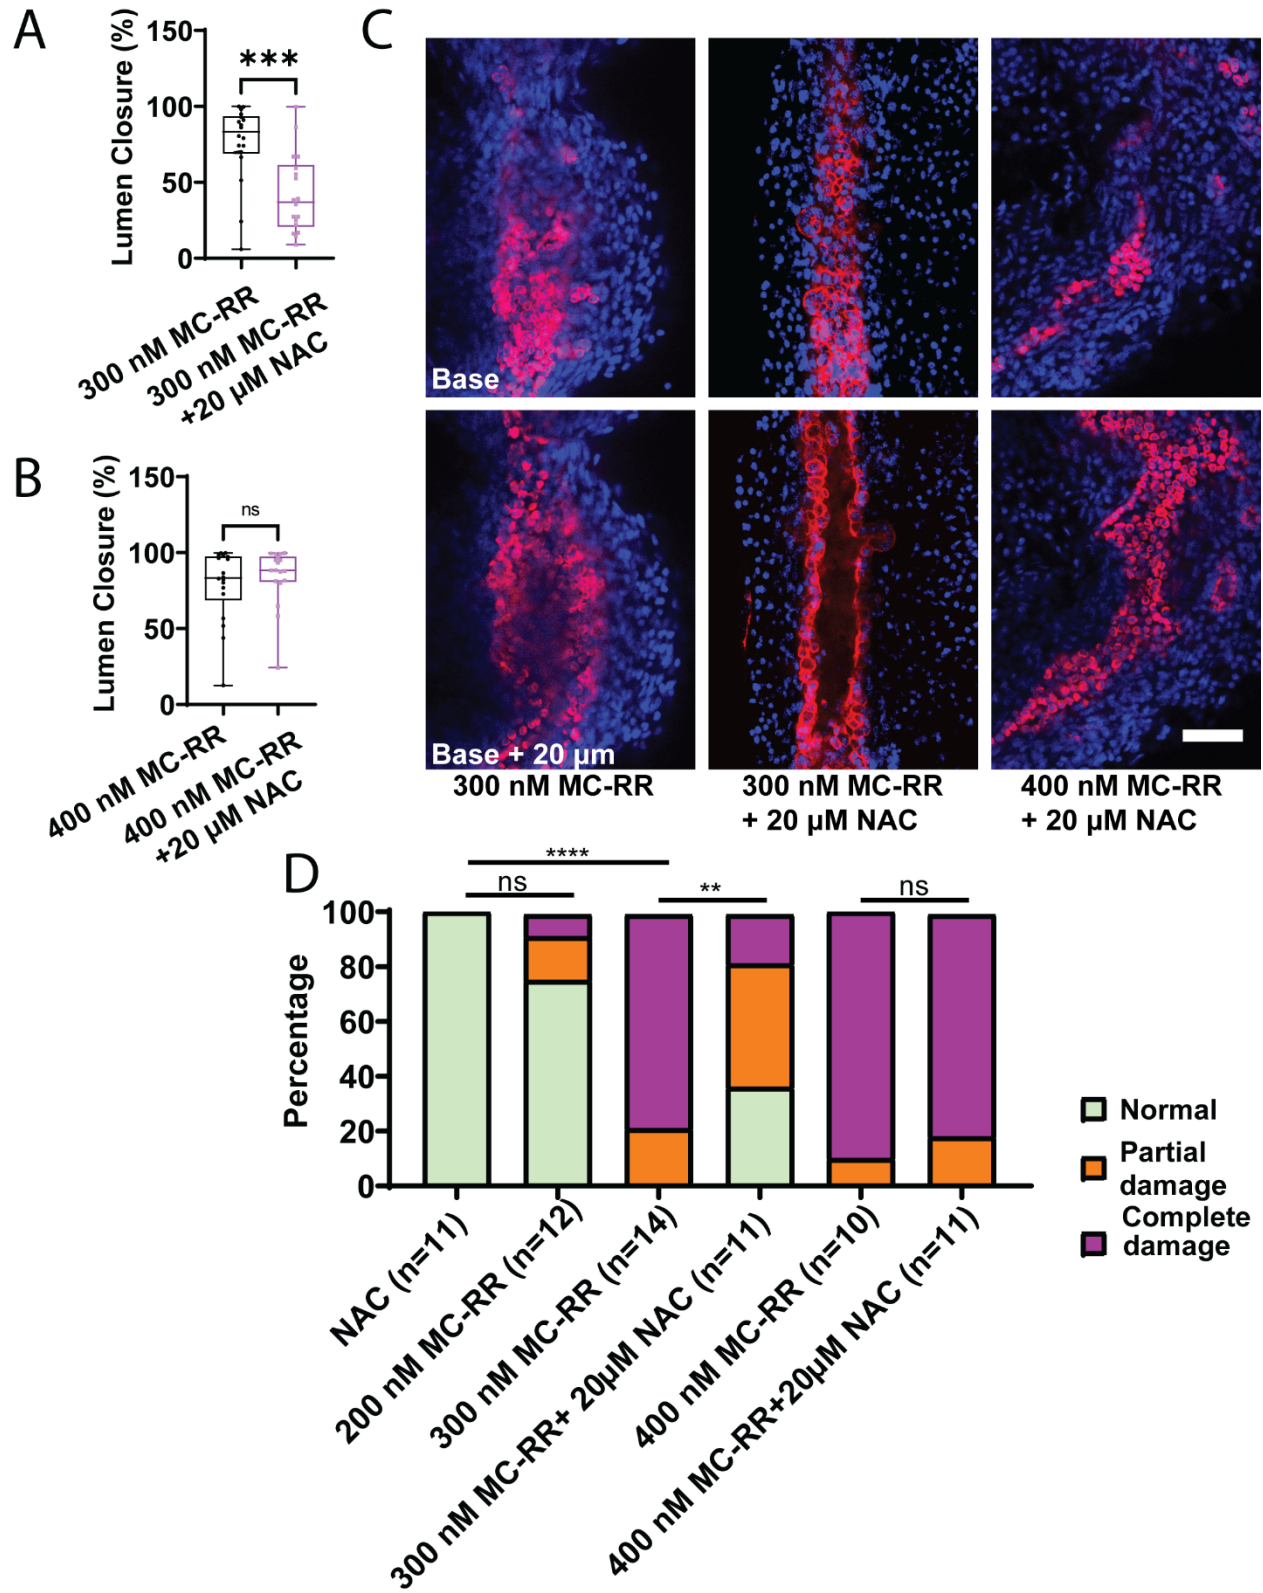 A
Lumen Closure (%)
150
100
50
0
***
300 nM MC-RR
300 nM MC-RR
+20 µM NAC
B
Lumen Closure (%)
150
100
50
0
ns
400 nM MC-RR
400 nM MC-RR
+20 µM NAC
C
Base
Base + 20 µm
300 nM MC-RR
300 nM MC-RR
+ 20 µM NAC
400 nM MC-RR
+ 20 µM NAC
D
****
ns
**
ns
Percentage
100
80
60
40
20
0
NAC (n=11)
200 nM MC-RR (n=12)
300 nM MC-RR (n=14)
300 nM MC-RR+ 20µM NAC (n=11)
400 nM MC-RR (n=10)
400 nM MC-RR+20µM NAC (n=11)
Normal
Partial
damage
Complete
damage